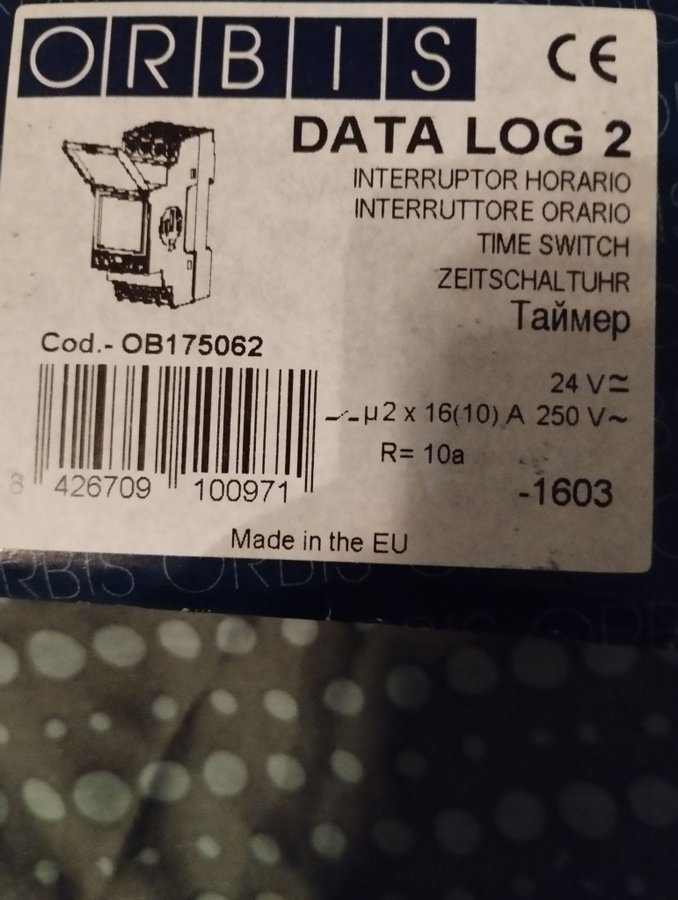 ORBIS
CE
DATA LOG 2
INTERRUPTOR HORARIO
INTERRUTTORE ORARIO
TIME SWITCH
ZEITSCHALTUHR
Таймер
Cod.- OB175062
24 V≂
µ 2 x 16(10) A 250 V~
R= 10a
8 426709 100971
-1603
Made in the EU
ORBIS ORBIS